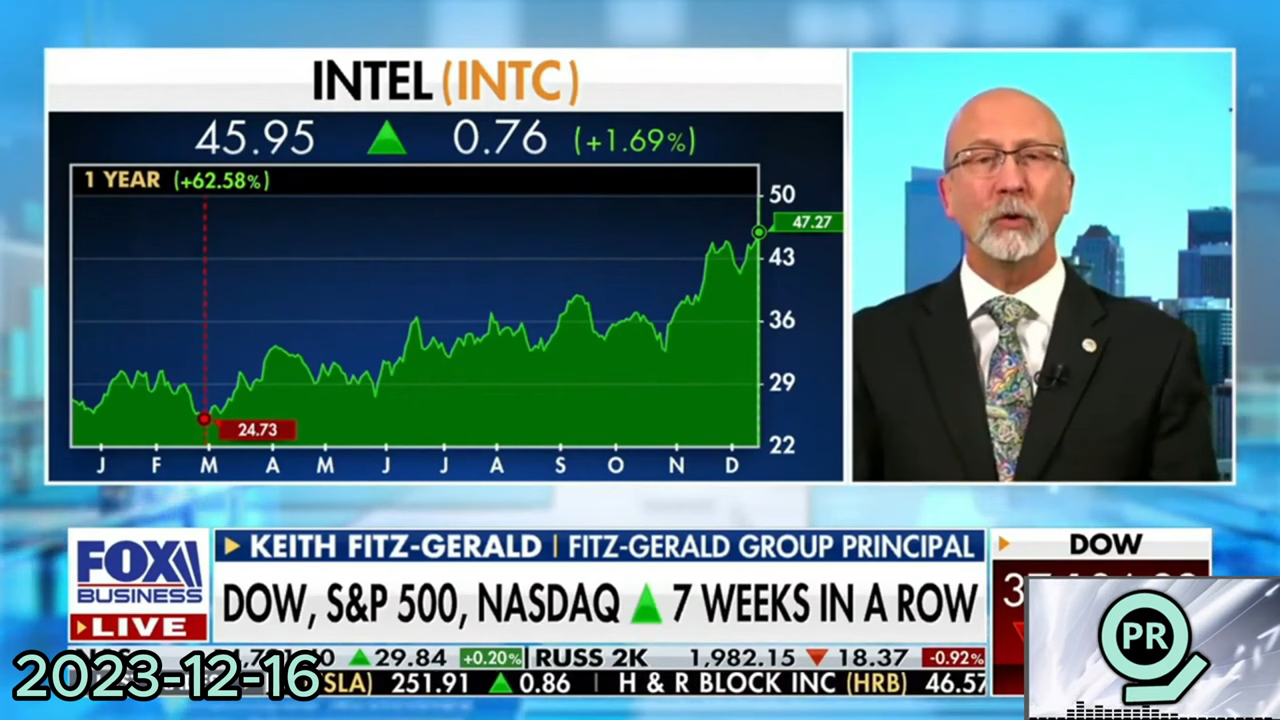 INTEL (INTC)
45.95 ▲ 0.76 (+1.69%)
1 YEAR (+62.58%)
50
47.27
43
36
29
24.73
22
J F M A M J J A S O N D
FOX BUSINESS
LIVE
KEITH FITZ-GERALD | FITZ-GERALD GROUP PRINCIPAL
DOW, S&P 500, NASDAQ ▲ 7 WEEKS IN A ROW
DOW
PR
▲ 29.84 +0.20% RUSS 2K 1,982.15 ▼ 18.37 -0.92%
251.91 ▲ 0.86 | H & R BLOCK INC (HRB) 46.57
2023-12-16